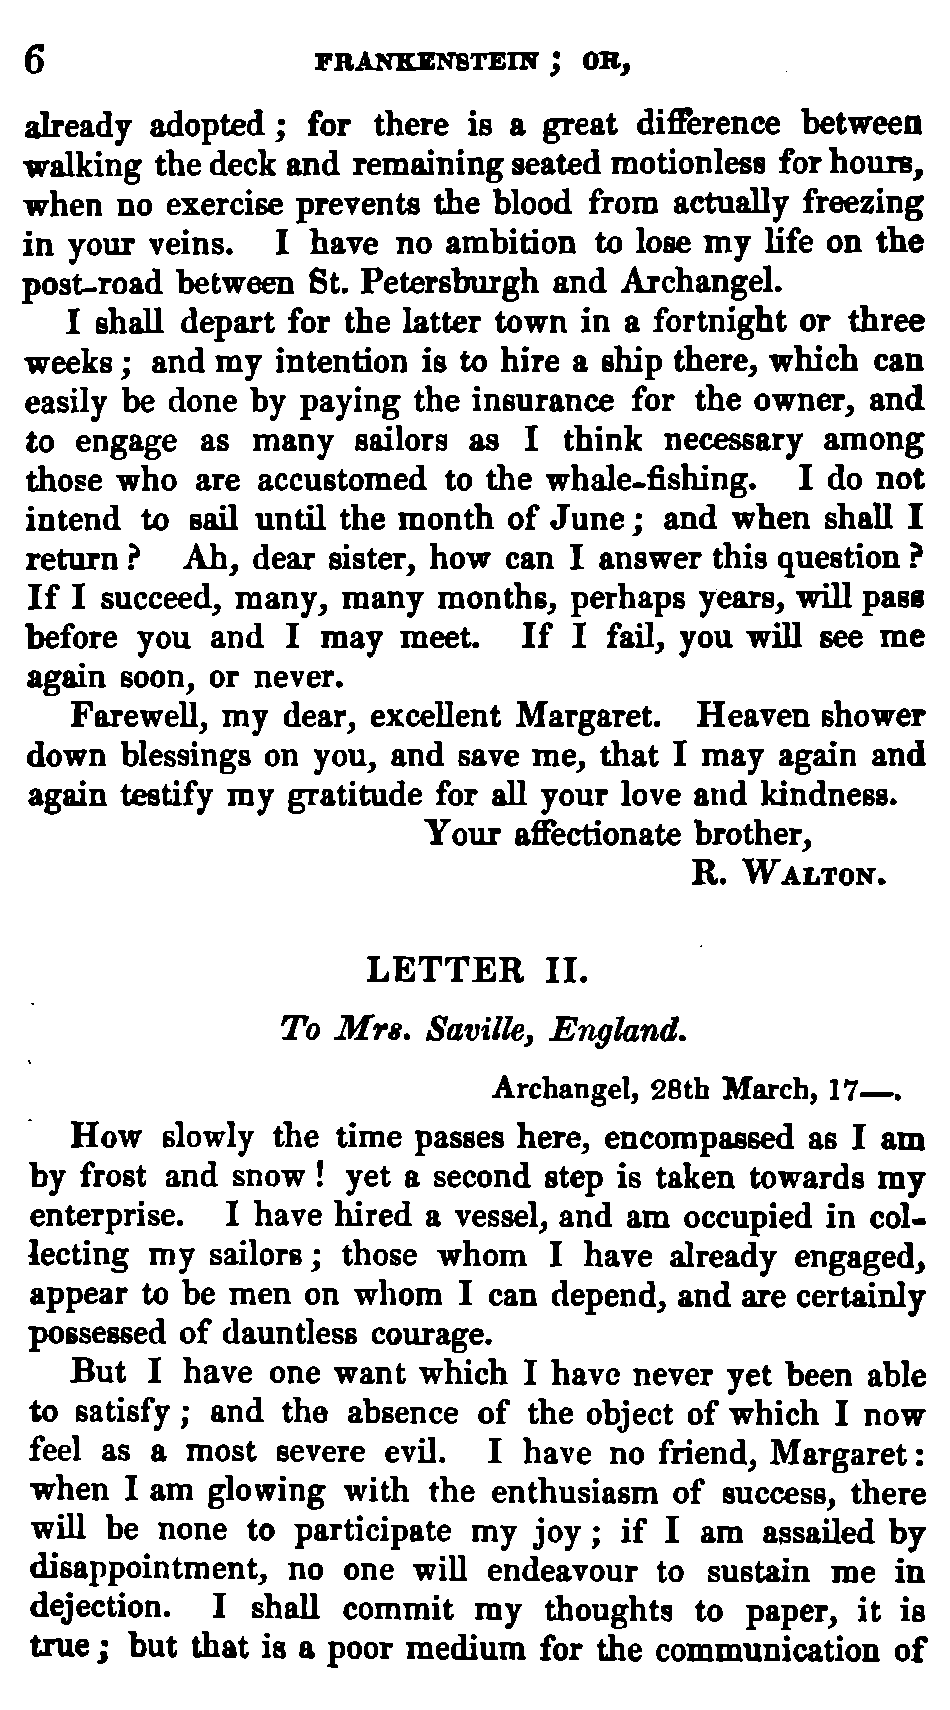 6 FRANKENSTEIN ; OR,
already adopted ; for there is a great difference between
walking the deck and remaining seated motionless for hours,
when no exercise prevents the blood from actually freezing
in your veins. I have no ambition to lose my life on the
post-road between St. Petersburgh and Archangel.
I shall depart for the latter town in a fortnight or three
weeks ; and my intention is to hire a ship there, which can
easily be done by paying the insurance for the owner, and
to engage as many sailors as I think necessary among
those who are accustomed to the whale-fishing. I do not
intend to sail until the month of June ; and when shall I
return ? Ah, dear sister, how can I answer this question ?
If I succeed, many, many months, perhaps years, will pass
before you and I may meet. If I fail, you will see me
again soon, or never.
Farewell, my dear, excellent Margaret. Heaven shower
down blessings on you, and save me, that I may again and
again testify my gratitude for all your love and kindness.
Your affectionate brother,
R. WALTON.
LETTER II.
To Mrs. Saville, England.
Archangel, 28th March, 17—.
How slowly the time passes here, encompassed as I am
by frost and snow ! yet a second step is taken towards my
enterprise. I have hired a vessel, and am occupied in col-
lecting my sailors ; those whom I have already engaged,
appear to be men on whom I can depend, and are certainly
possessed of dauntless courage.
But I have one want which I have never yet been able
to satisfy ; and the absence of the object of which I now
feel as a most severe evil. I have no friend, Margaret :
when I am glowing with the enthusiasm of success, there
will be none to participate my joy ; if I am assailed by
disappointment, no one will endeavour to sustain me in
dejection. I shall commit my thoughts to paper, it is
true ; but that is a poor medium for the communication of